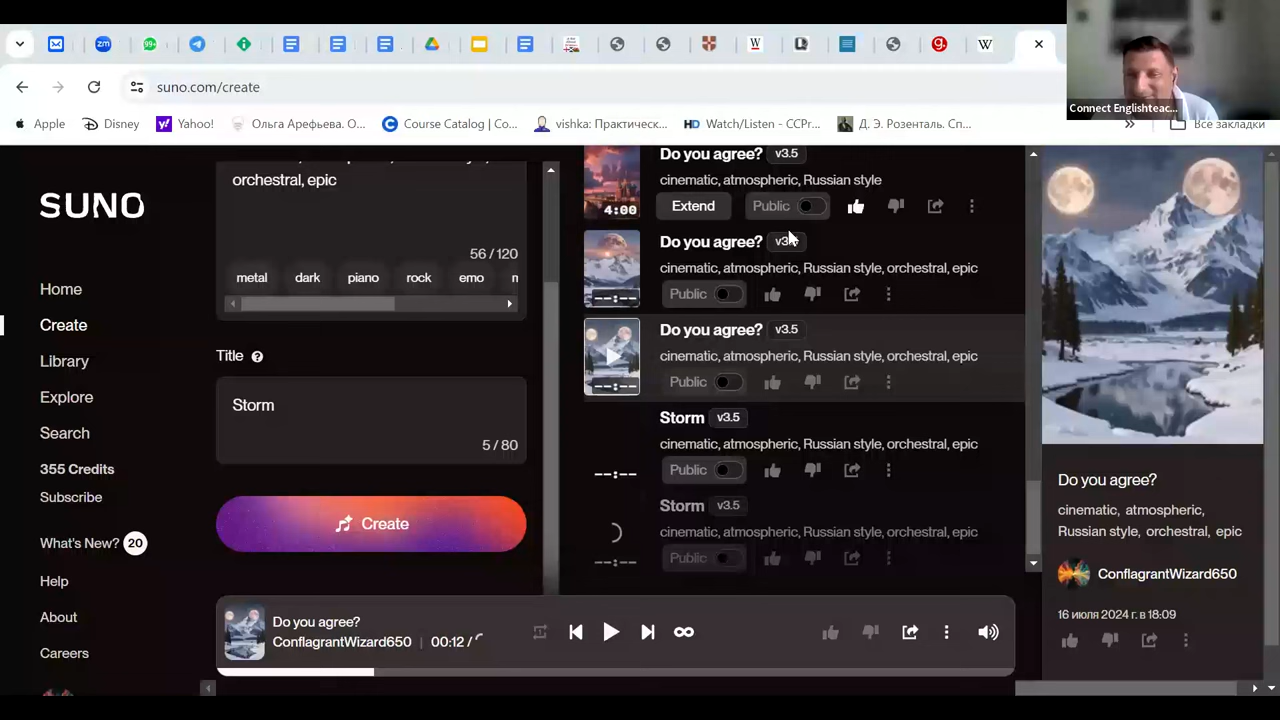 99+
W
g.
W
suno.com/create
Connect Englishteac...
Apple
Disney
Yahoo!
Ольга Арефьева. О...
Course Catalog | Co...
vishka: Практическ...
HD Watch/Listen - CCPr...
Д. Э. Розенталь. Сп...
»
Все закладки
SUNO
Home
Create
Library
Explore
Search
355 Credits
Subscribe
What's New? 20
Help
About
Careers
orchestral, epic
56 / 120
metal
dark
piano
rock
emo
Title
Storm
5 / 80
Create
Do you agree? v3.5
cinematic, atmospheric, Russian style
4:00
Extend
Public
Do you agree?
cinematic, atmospheric, Russian style, orchestral, epic
--:--
Public
Do you agree? v3.5
cinematic, atmospheric, Russian style, orchestral, epic
--:--
Public
Storm v3.5
cinematic, atmospheric, Russian style, orchestral, epic
--:--
Public
Storm v3.5
cinematic, atmospheric, Russian style, orchestral, epic
--:--
Public
Do you agree?
cinematic, atmospheric,
Russian style, orchestral, epic
ConflagrantWizard650
16 июля 2024 г. в 18:09
Do you agree?
ConflagrantWizard650 | 00:12 /